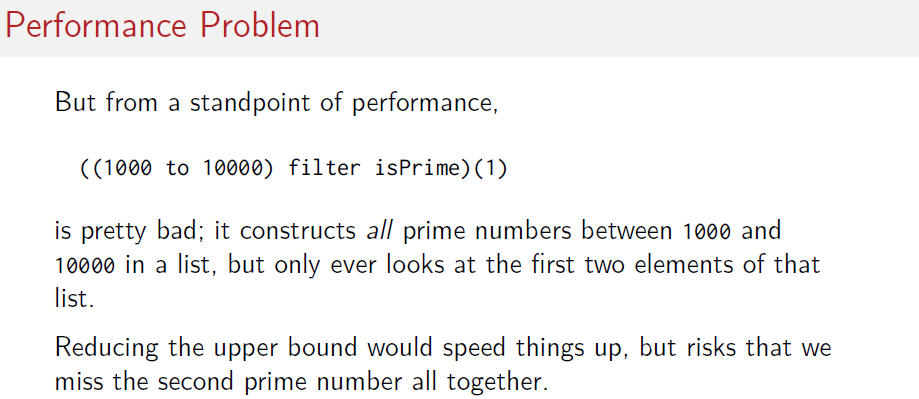 Performance Problem
But from a standpoint of performance,
((1000 to 10000) filter isPrime)(1)
is pretty bad; it constructs all prime numbers between 1000 and
10000 in a list, but only ever looks at the first two elements of that
list.
Reducing the upper bound would speed things up, but risks that we
miss the second prime number all together.